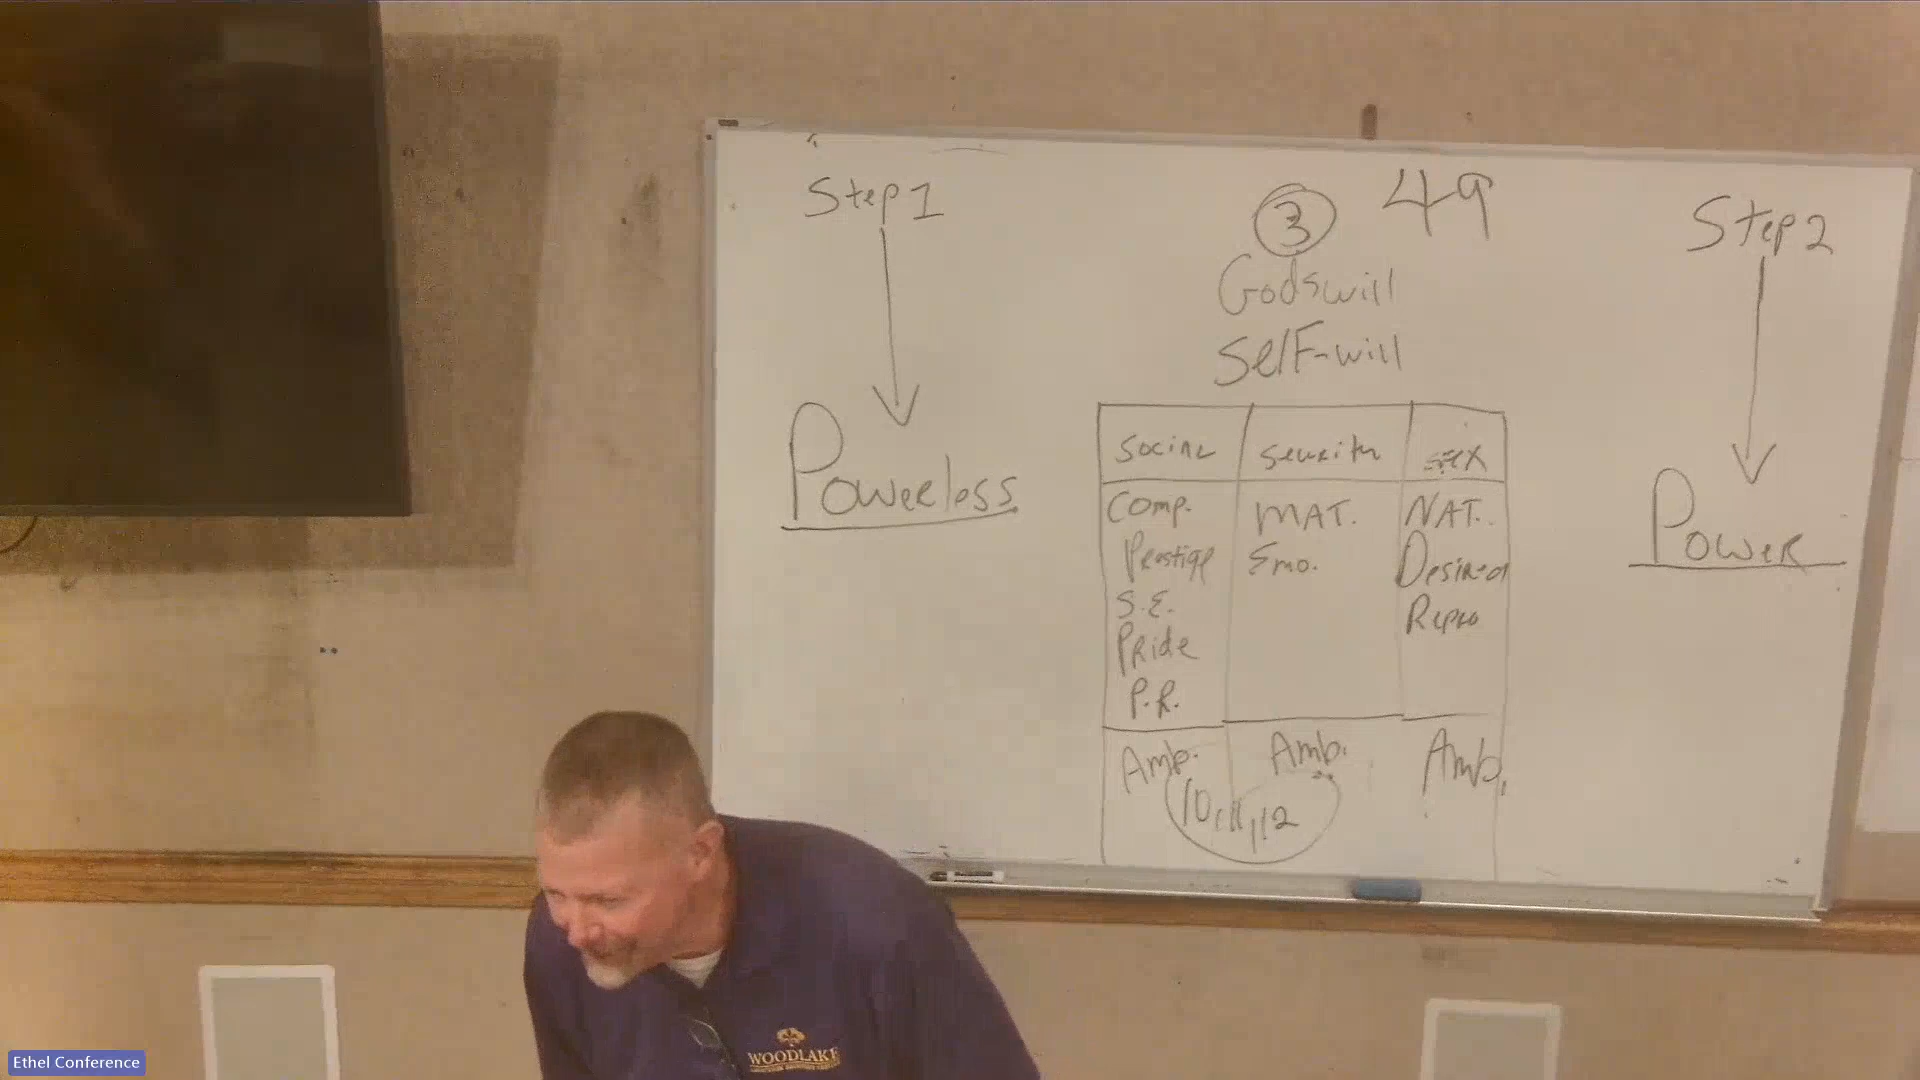 Step 1
3 49
Step 2
Godswill
Self-will
Powerless
Power
Social Security Sex
Comp.
Prestige
S.E.
Pride
P.R.
MAT.
Emo.
NAT.
Desired
Repro
Amb. Amb. Amb.
10, 11, 12
WOODLAKE
Ethel Conference